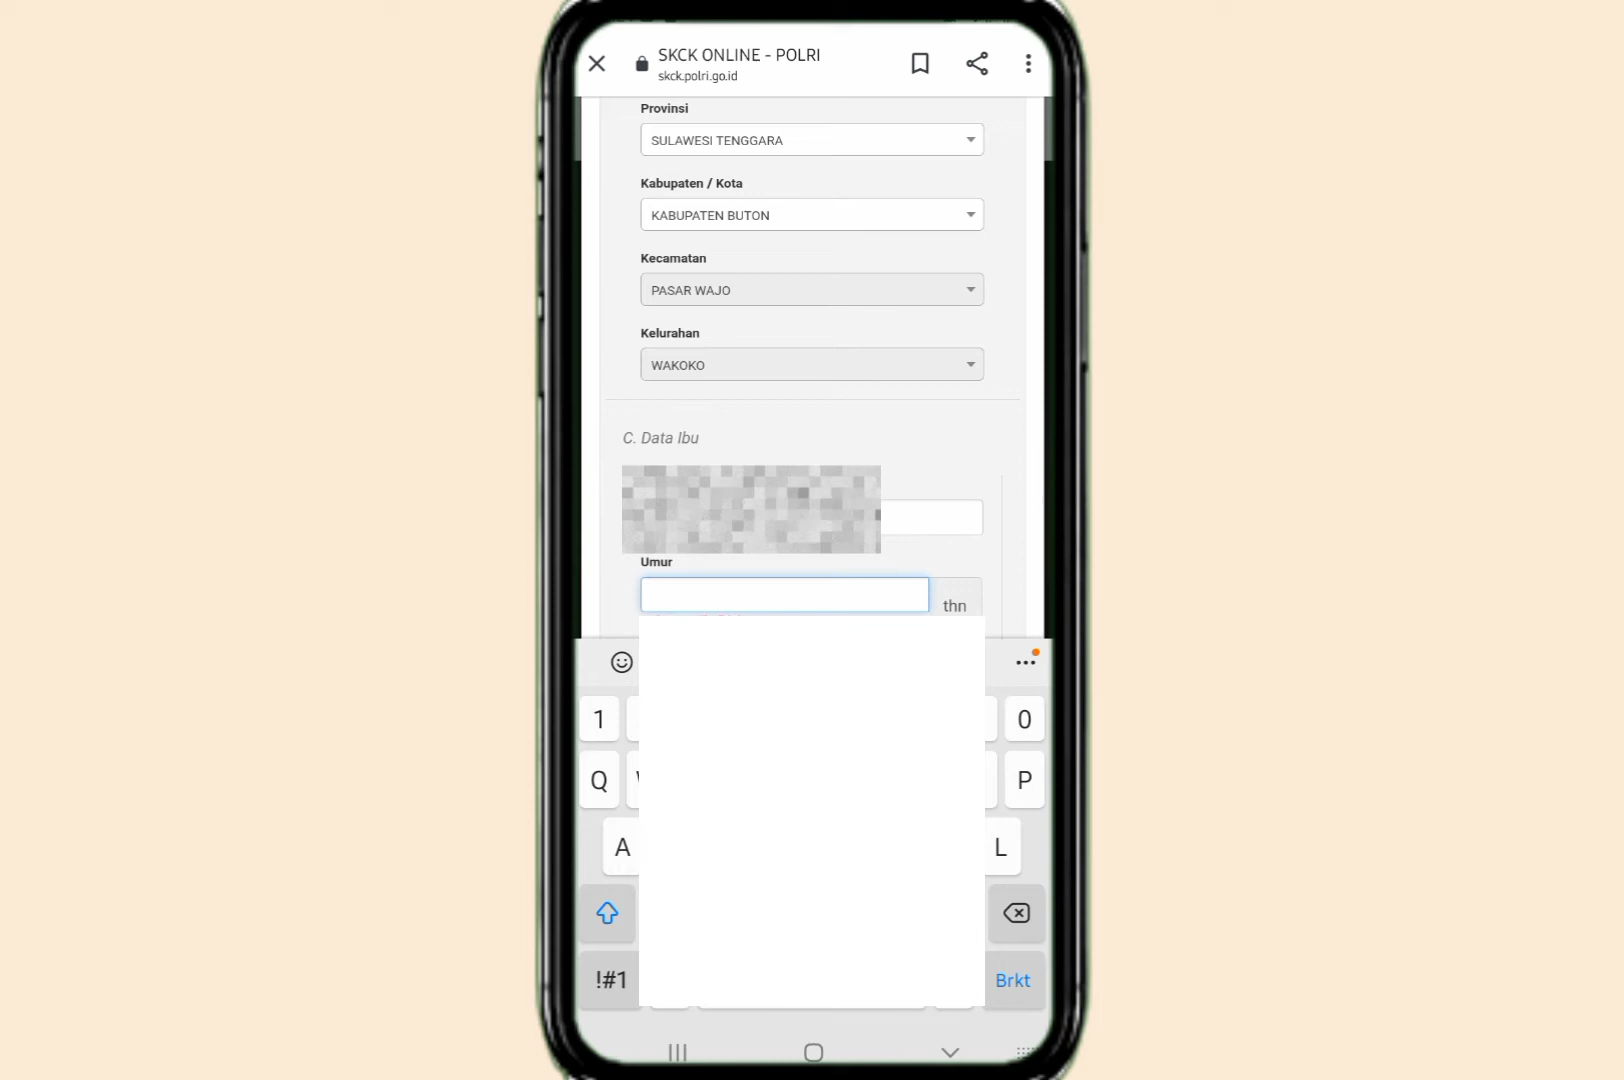 SKCK ONLINE - POLRI
skck.polri.go.id
Provinsi
SULAWESI TENGGARA
Kabupaten / Kota
KABUPATEN BUTON
Kecamatan
PASAR WAJO
Kelurahan
WAKOKO
C. Data Ibu
Umur
thn
1
0
Q
P
A
L
!#1
Brkt